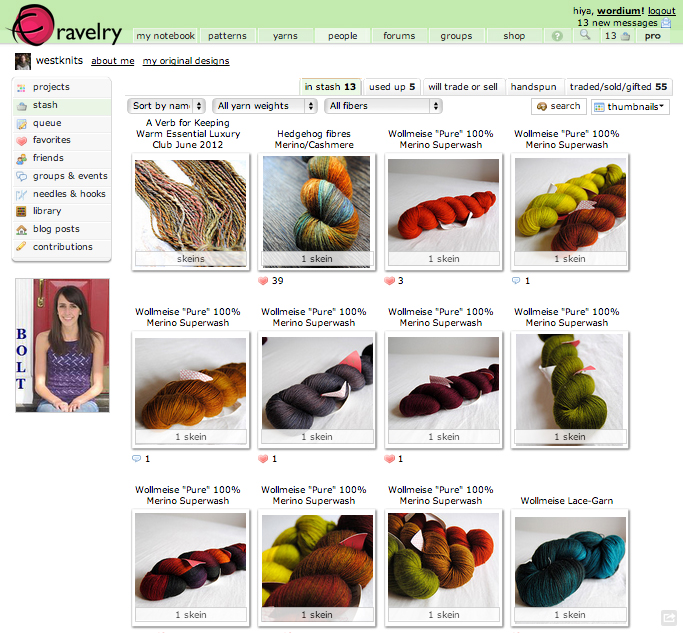 ravelry
hiya, wordium! logout
13 new messages
my notebook
patterns
yarns
people
forums
groups
shop
13
pro
westknits
about me
my original designs
projects
stash
queue
favorites
friends
groups & events
needles & hooks
library
blog posts
contributions
BOLT
in stash 13
used up 5
will trade or sell
handspun
traded/sold/gifted 55
Sort by name
All yarn weights
All fibers
search
thumbnails
A Verb for Keeping
Warm Essential Luxury
Club June 2012
skeins
Hedgehog fibres
Merino/Cashmere
1 skein
39
Wollmeise "Pure" 100%
Merino Superwash
1 skein
3
Wollmeise "Pure" 100%
Merino Superwash
1 skein
1
Wollmeise "Pure" 100%
Merino Superwash
1 skein
1
Wollmeise "Pure" 100%
Merino Superwash
1 skein
1
Wollmeise "Pure" 100%
Merino Superwash
1 skein
1
Wollmeise "Pure" 100%
Merino Superwash
1 skein
Wollmeise "Pure" 100%
Merino Superwash
1 skein
Wollmeise "Pure" 100%
Merino Superwash
1 skein
Wollmeise "Pure" 100%
Merino Superwash
1 skein
Wollmeise Lace-Garn
1 skein